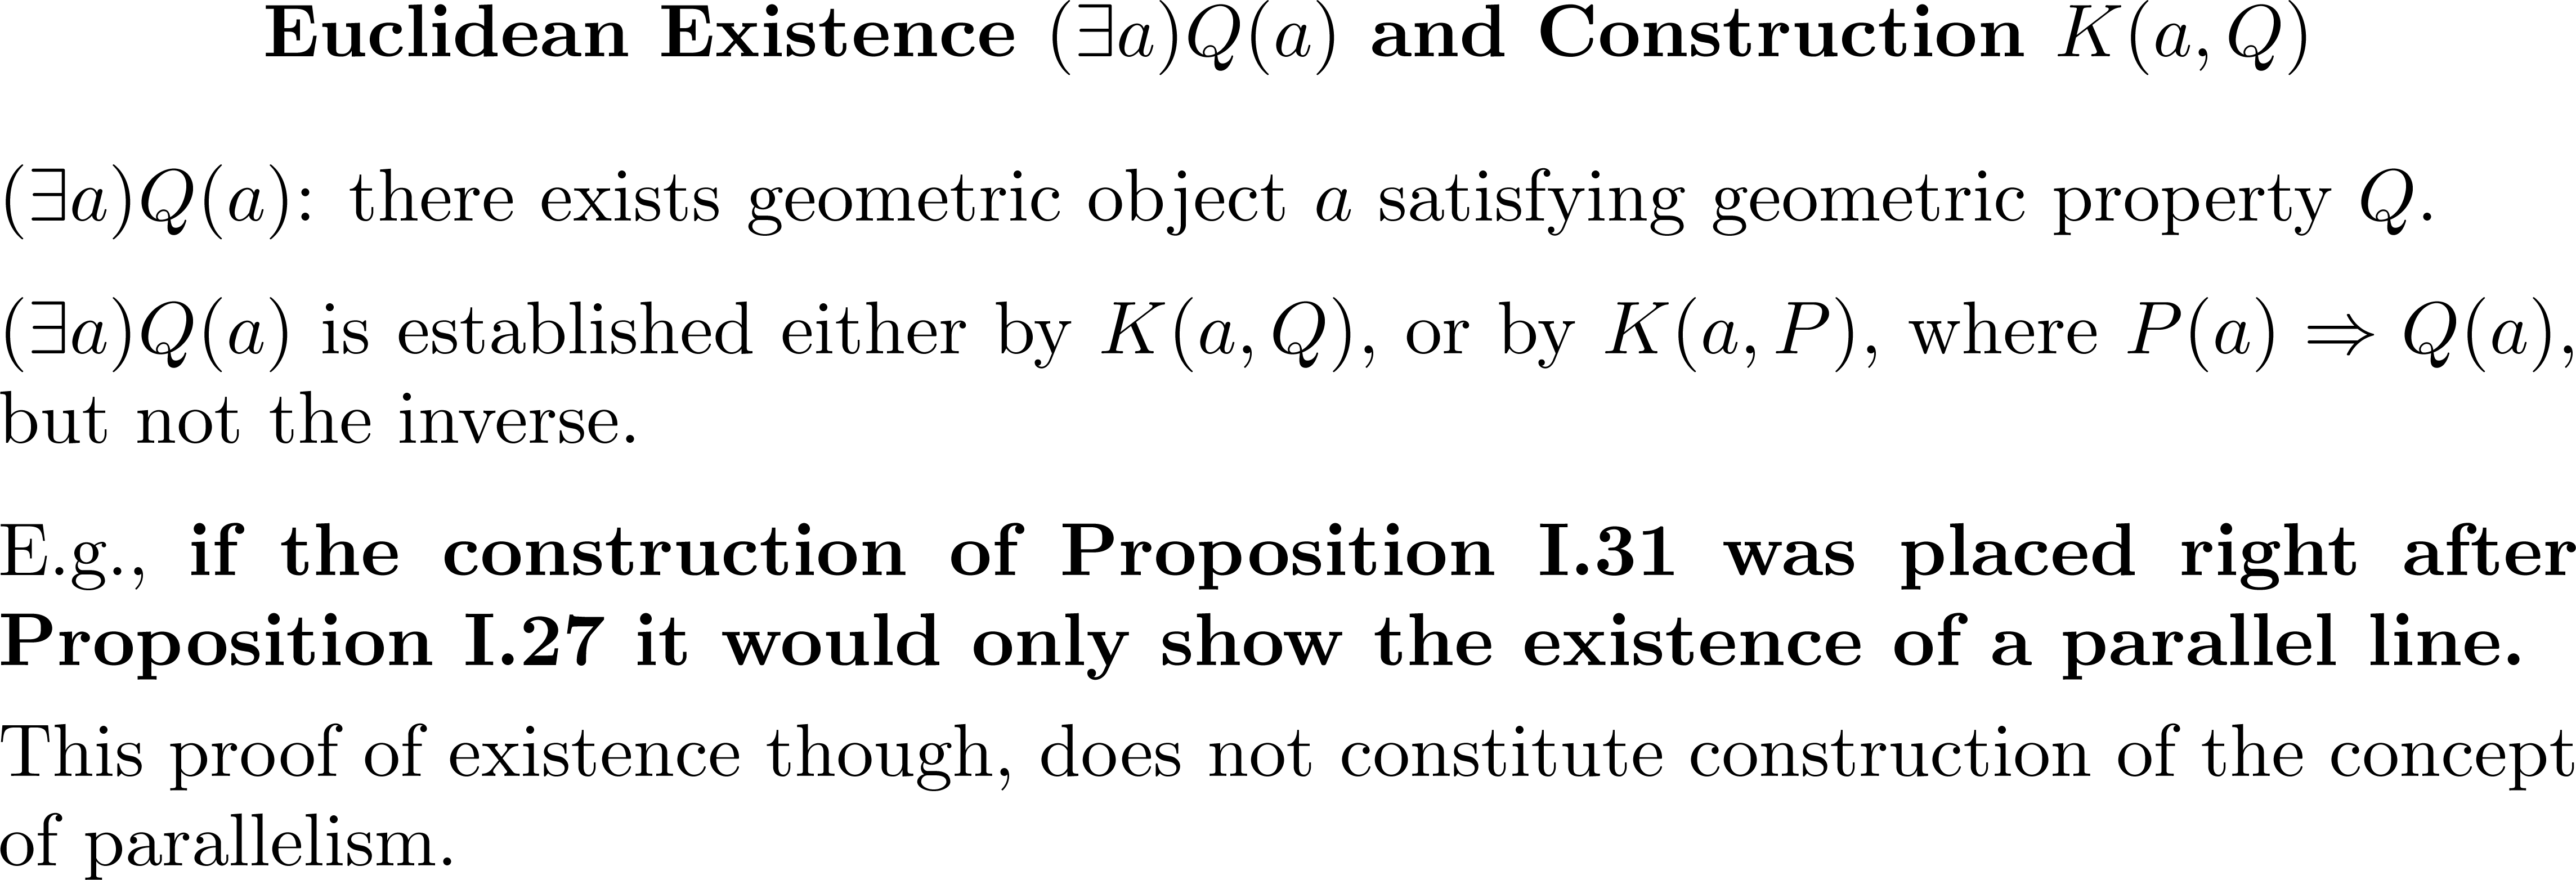 Euclidean Existence (∃a)Q(a) and Construction K(a, Q)
(∃a)Q(a): there exists geometric object a satisfying geometric property Q.
(∃a)Q(a) is established either by K(a, Q), or by K(a, P), where P(a) ⇒ Q(a),
but not the inverse.
E.g., if the construction of Proposition I.31 was placed right after
Proposition I.27 it would only show the existence of a parallel line.
This proof of existence though, does not constitute construction of the concept
of parallelism.